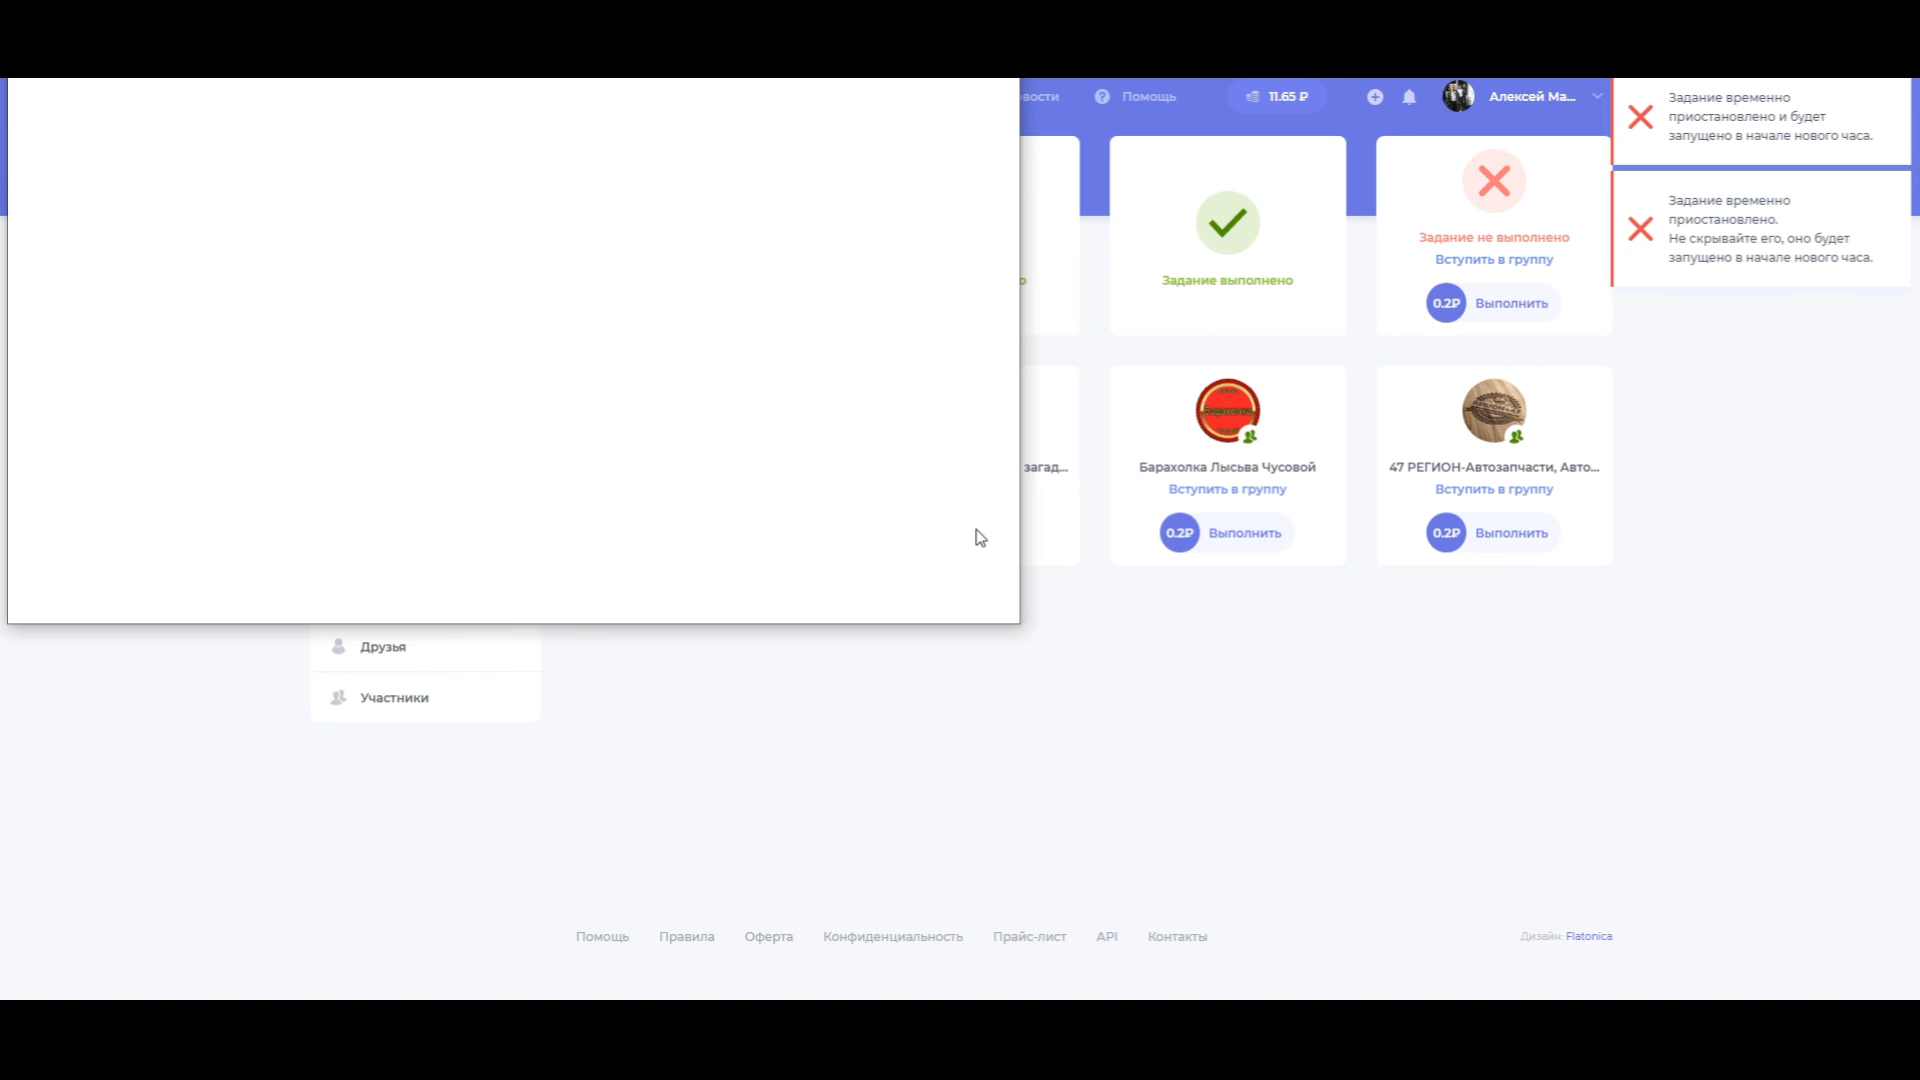 Помощь
11.65 ₽
Алексей Ма...
Задание временно
приостановлено и будет
запущено в начале нового часа.
Задание временно
приостановлено.
Не скрывайте его, оно будет
запущено в начале нового часа.
Задание выполнено
Задание не выполнено
Вступить в группу
0.2₽ Выполнить
загад...
Барахолка Лысьва Чусовой
Вступить в группу
0.2₽ Выполнить
47 РЕГИОН-Автозапчасти, Авто...
Вступить в группу
0.2₽ Выполнить
Друзья
Участники
Помощь Правила Оферта Конфиденциальность Прайс-лист API Контакты
Дизайн: Flatonica